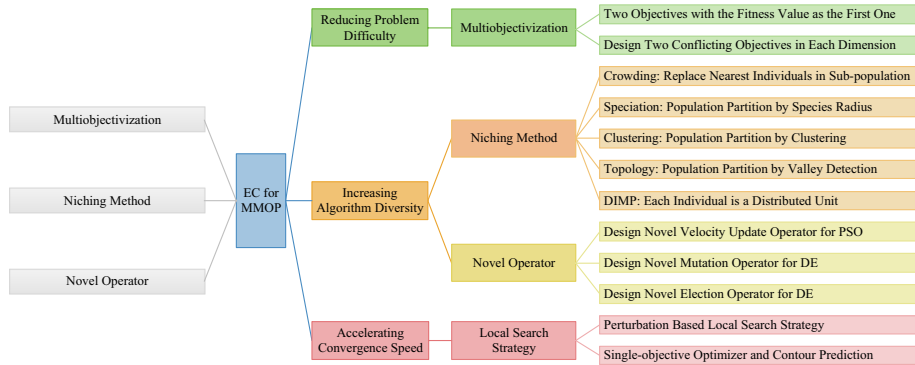 Multiobjectivization
Niching Method
Novel Operator
EC for
MMOP
Reducing Problem
Difficulty
Multiobjectivization
Two Objectives with the Fitness Value as the First One
Design Two Conflicting Objectives in Each Dimension
Increasing
Algorithm Diversity
Niching Method
Crowding: Replace Nearest Individuals in Sub-population
Speciation: Population Partition by Species Radius
Clustering: Population Partition by Clustering
Topology: Population Partition by Valley Detection
DIMP: Each Individual is a Distributed Unit
Novel Operator
Design Novel Velocity Update Operator for PSO
Design Novel Mutation Operator for DE
Design Novel Election Operator for DE
Accelerating
Convergence Speed
Local Search
Strategy
Perturbation Based Local Search Strategy
Single-objective Optimizer and Contour Prediction